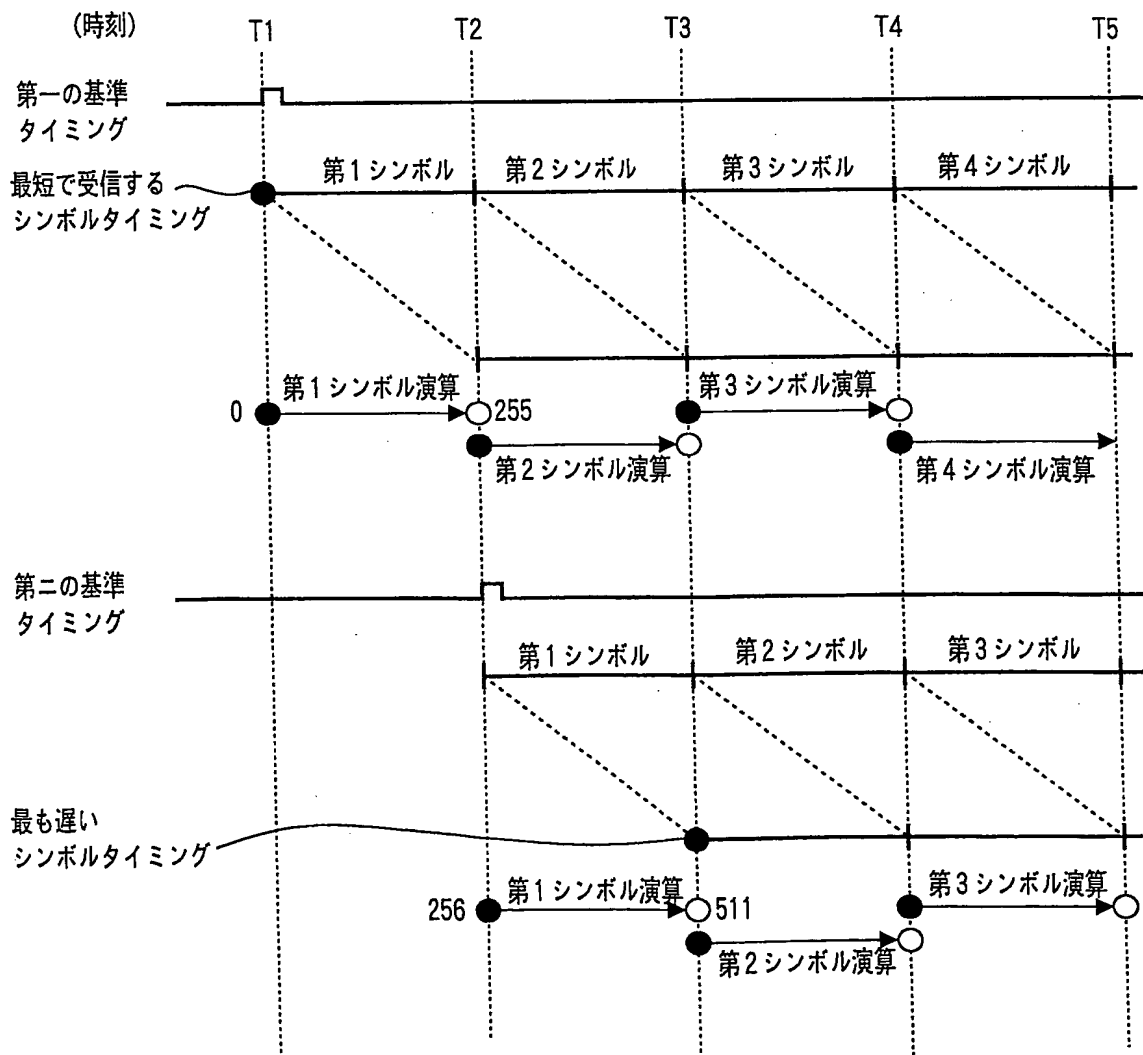 (時刻) T1 T2 T3 T4 T5
第一の基準
タイミング
最短で受信する
シンボルタイミング
第1シンボル 第2シンボル 第3シンボル 第4シンボル
第1シンボル演算 第3シンボル演算
0 255
第2シンボル演算 第4シンボル演算
第二の基準
タイミング
第1シンボル 第2シンボル 第3シンボル
最も遅い
シンボルタイミング
第1シンボル演算 第3シンボル演算
256 511
第2シンボル演算